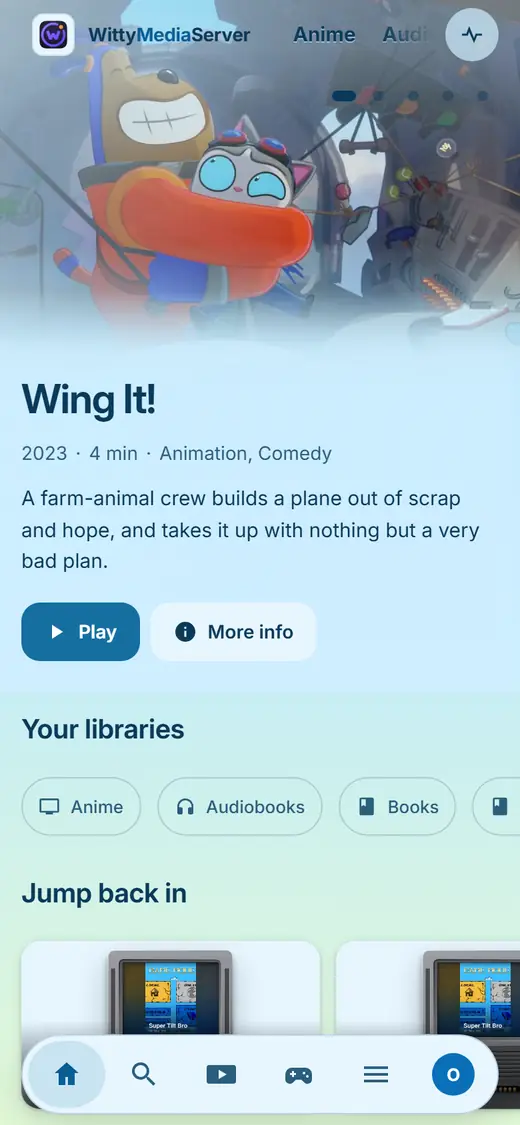 WittyMediaServer
Anime
Wing It!
2023 · 4 min · Animation, Comedy
A farm-animal crew builds a plane out of scrap
and hope, and takes it up with nothing but a very
bad plan.
Play
More info
Your libraries
Anime
Audiobooks
Books
Jump back in
Super Tilt Bro
Super Tilt Bro
O